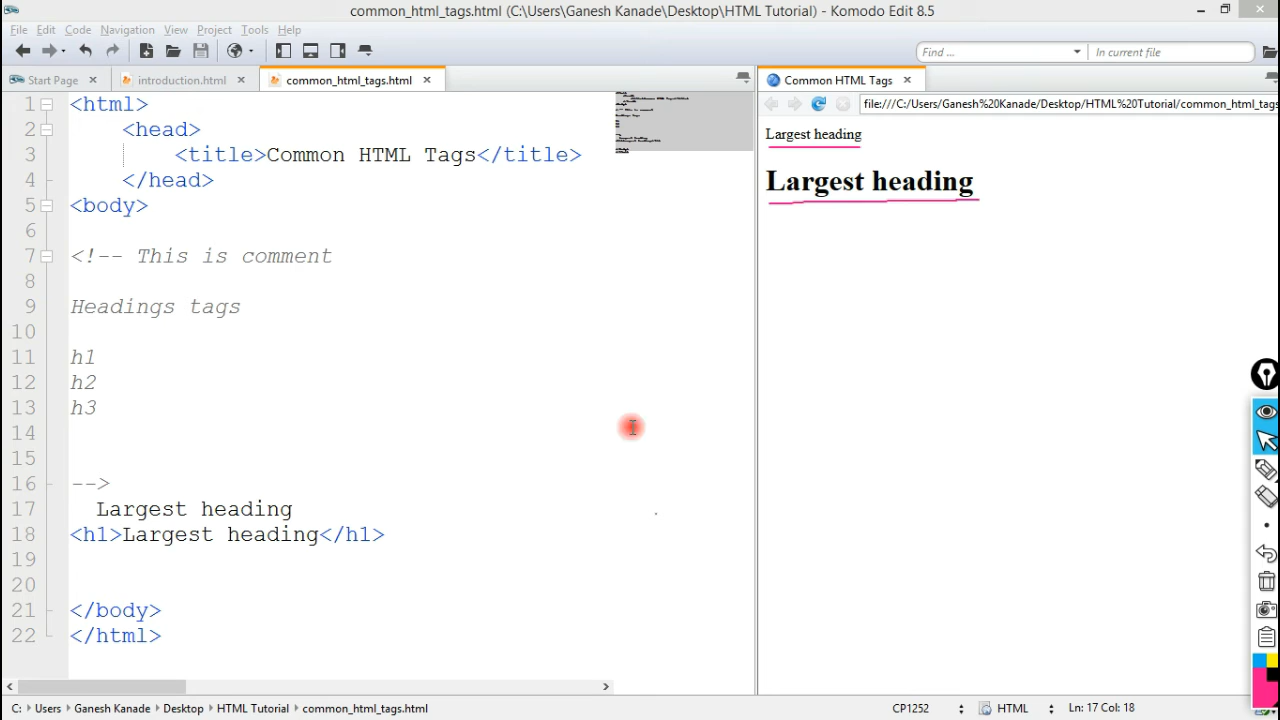 common_html_tags.html (C:\Users\Ganesh Kanade\Desktop\HTML Tutorial) - Komodo Edit 8.5
File Edit Code Navigation View Project Tools Help
Find ... In current file
Start Page introduction.html common_html_tags.html
Common HTML Tags
file:///C:/Users/Ganesh%20Kanade/Desktop/HTML%20Tutorial/common_html_tags
1 <html>
2 <head>
3 <title>Common HTML Tags</title>
4 </head>
5 <body>
6
7 <!-- This is comment
8
9 Headings tags
10
11 h1
12 h2
13 h3
14
15
16 -->
17 Largest heading
18 <h1>Largest heading</h1>
19
20
21 </body>
22 </html>
Largest heading
Largest heading
C: Users Ganesh Kanade Desktop HTML Tutorial common_html_tags.html
CP1252 HTML Ln: 17 Col: 18